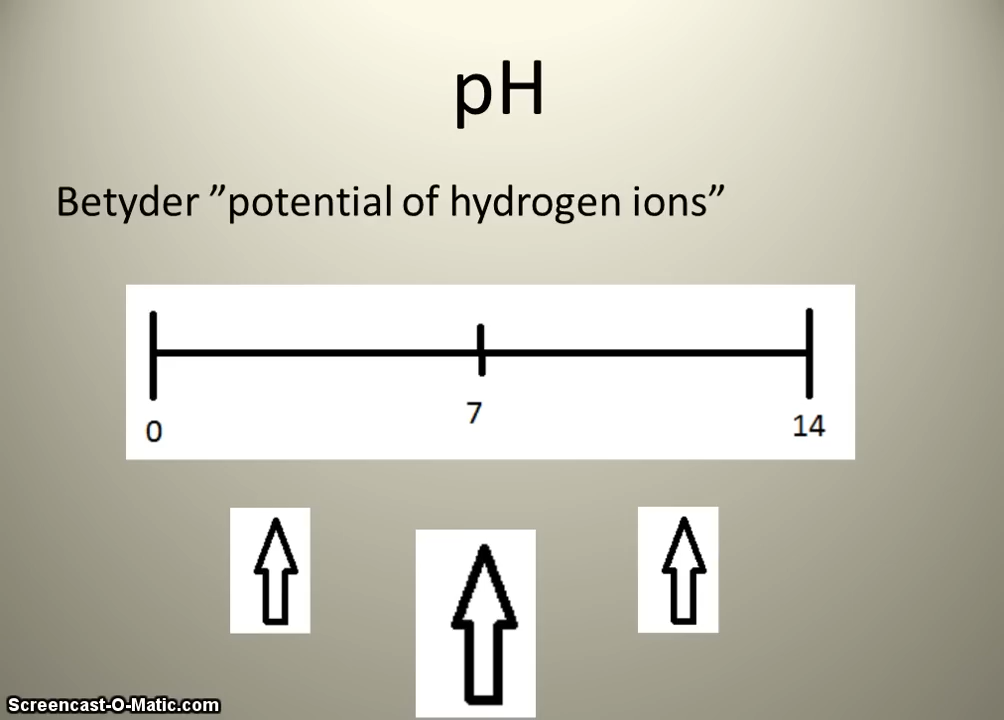 pH
Betyder ”potential of hydrogen ions”
0 7 14
Screencast-O-Matic.com